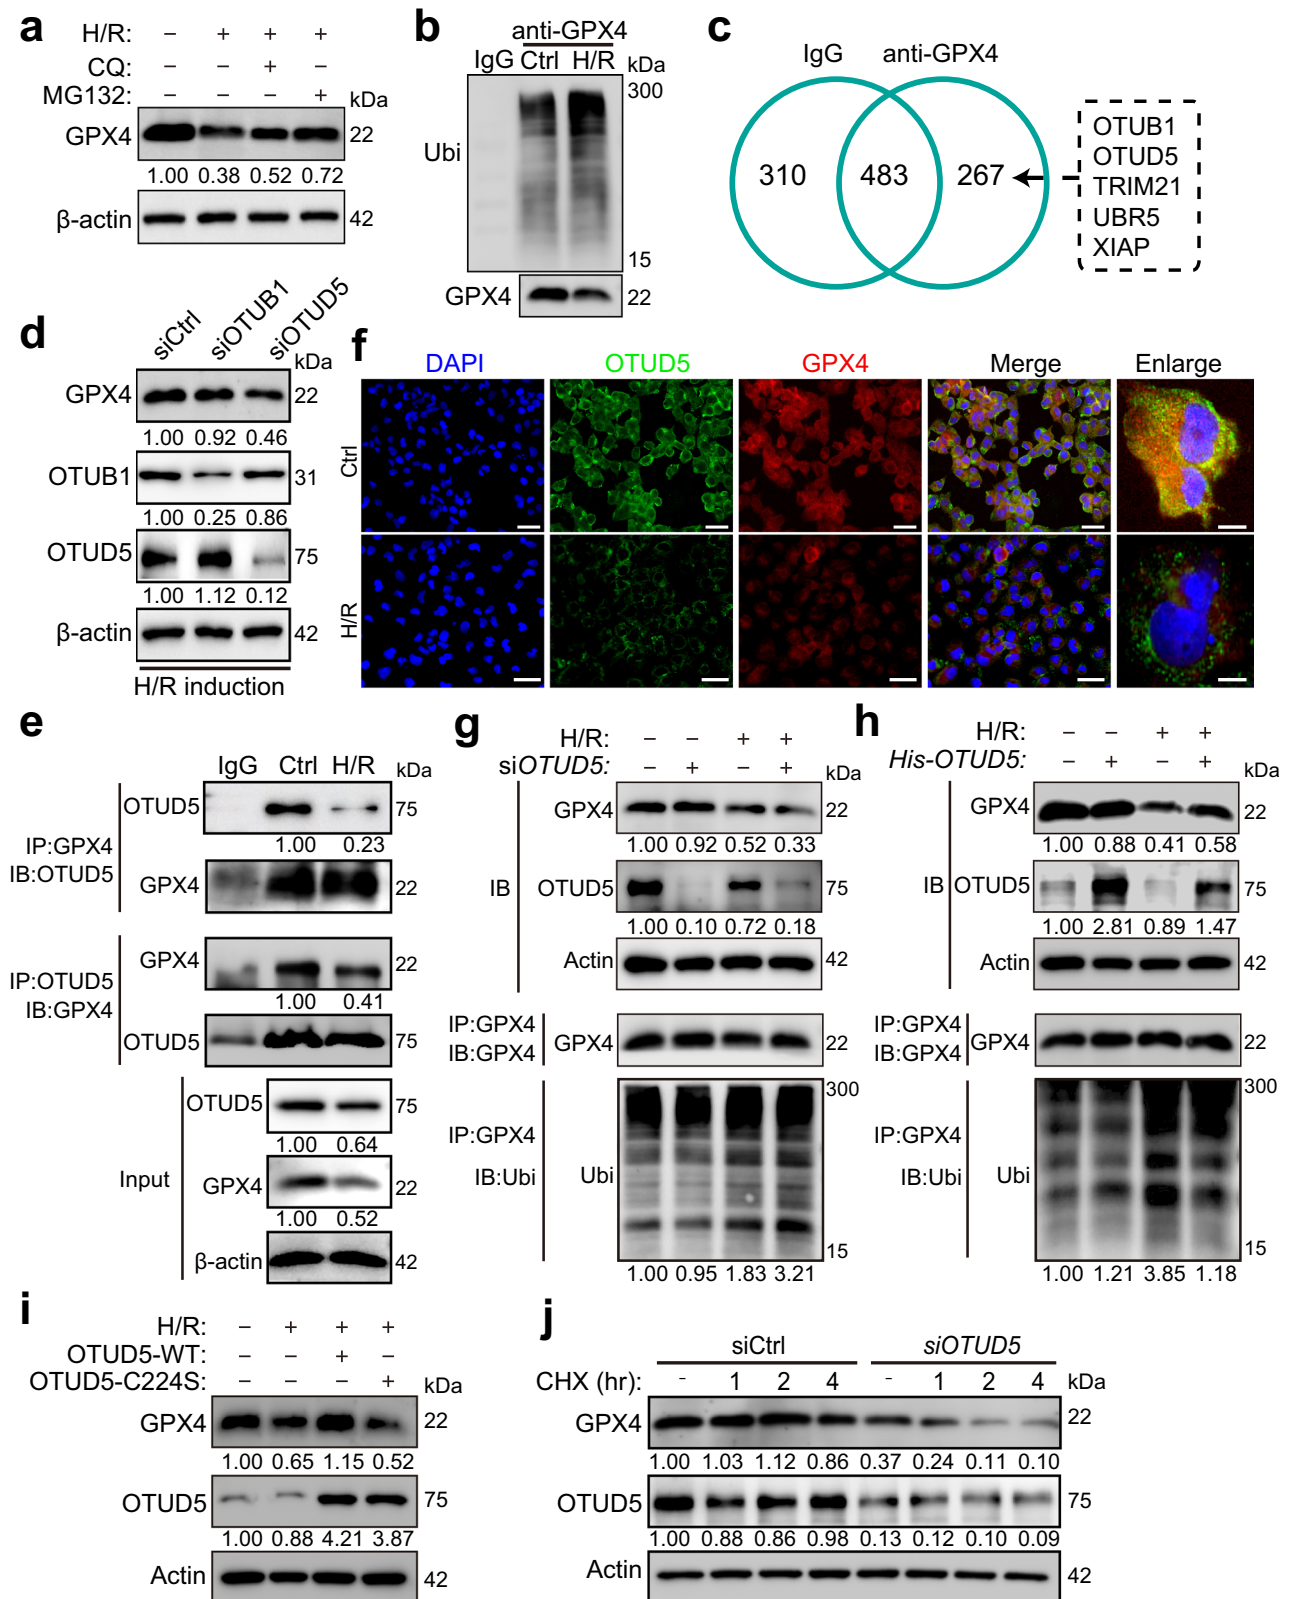 a
H/R: – + + +
CQ: – – + –
MG132: – – – + kDa
GPX4 22
1.00 0.38 0.52 0.72
β-actin 42
b
anti-GPX4
IgG Ctrl H/R kDa
300
Ubi
15
GPX4 22
c
IgG anti-GPX4
310 483 267
OTUB1
OTUD5
TRIM21
UBR5
XIAP
d
siCtrl siOTUB1 siOTUD5
kDa
GPX4 22
1.00 0.92 0.46
OTUB1 31
1.00 0.25 0.86
OTUD5 75
1.00 1.12 0.12
β-actin 42
H/R induction
f
DAPI OTUD5 GPX4 Merge Enlarge
Ctrl
H/R
e
IgG Ctrl H/R kDa
IP:GPX4
IB:OTUD5
OTUD5 75
1.00 0.23
GPX4 22
IP:OTUD5
IB:GPX4
GPX4 22
1.00 0.41
OTUD5 75
Input
OTUD5 75
1.00 0.64
GPX4 22
1.00 0.52
β-actin 42
g
H/R: – – + +
siOTUD5: – + – + kDa
IB
GPX4 22
1.00 0.92 0.52 0.33
OTUD5 75
1.00 0.10 0.72 0.18
Actin 42
IP:GPX4
IB:GPX4
GPX4 22
300
IP:GPX4
IB:Ubi
Ubi
15
1.00 0.95 1.83 3.21
h
H/R: – – + +
His-OTUD5: – + – + kDa
IB
GPX4 22
1.00 0.88 0.41 0.58
OTUD5 75
1.00 2.81 0.89 1.47
Actin 42
IP:GPX4
IB:GPX4
GPX4 22
300
IP:GPX4
IB:Ubi
Ubi
15
1.00 1.21 3.85 1.18
i
H/R: – + + +
OTUD5-WT: – – + –
OTUD5-C224S: – – – + kDa
GPX4 22
1.00 0.65 1.15 0.52
OTUD5 75
1.00 0.88 4.21 3.87
Actin 42
j
siCtrl siOTUD5
CHX (hr): - 1 2 4 - 1 2 4 kDa
GPX4 22
1.00 1.03 1.12 0.86 0.37 0.24 0.11 0.10
OTUD5 75
1.00 0.88 0.86 0.98 0.13 0.12 0.10 0.09
Actin 42